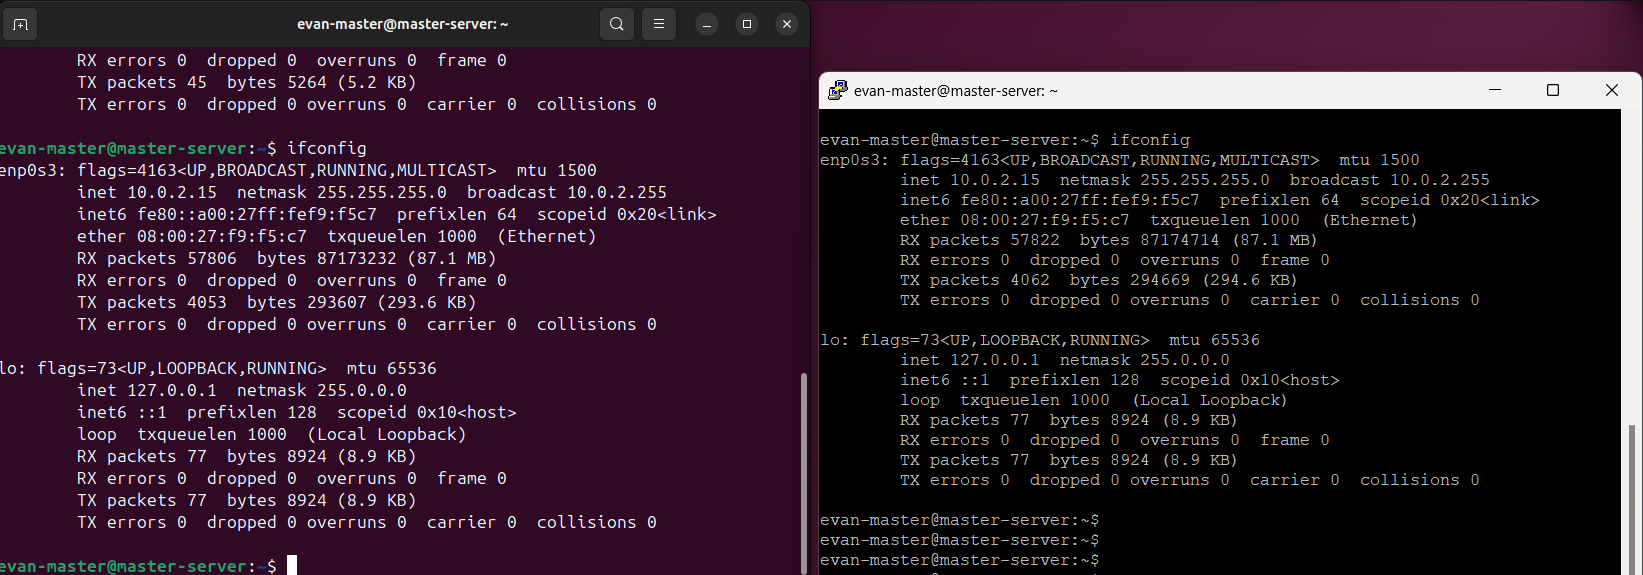 evan-master@master-server: ~
RX errors 0  dropped 0  overruns 0  frame 0
TX packets 45  bytes 5264 (5.2 KB)
TX errors 0  dropped 0 overruns 0  carrier 0  collisions 0
evan-master@master-server:~$ ifconfig
enp0s3: flags=4163<UP,BROADCAST,RUNNING,MULTICAST>  mtu 1500
inet 10.0.2.15  netmask 255.255.255.0  broadcast 10.0.2.255
inet6 fe80::a00:27ff:fef9:f5c7  prefixlen 64  scopeid 0x20<link>
ether 08:00:27:f9:f5:c7  txqueuelen 1000  (Ethernet)
RX packets 57806  bytes 87173232 (87.1 MB)
RX errors 0  dropped 0  overruns 0  frame 0
TX packets 4053  bytes 293607 (293.6 KB)
TX errors 0  dropped 0 overruns 0  carrier 0  collisions 0
lo: flags=73<UP,LOOPBACK,RUNNING>  mtu 65536
inet 127.0.0.1  netmask 255.0.0.0
inet6 ::1  prefixlen 128  scopeid 0x10<host>
loop  txqueuelen 1000  (Local Loopback)
RX packets 77  bytes 8924 (8.9 KB)
RX errors 0  dropped 0  overruns 0  frame 0
TX packets 77  bytes 8924 (8.9 KB)
TX errors 0  dropped 0 overruns 0  carrier 0  collisions 0
evan-master@master-server:~$
evan-master@master-server: ~
evan-master@master-server:~$ ifconfig
enp0s3: flags=4163<UP,BROADCAST,RUNNING,MULTICAST>  mtu 1500
inet 10.0.2.15  netmask 255.255.255.0  broadcast 10.0.2.255
inet6 fe80::a00:27ff:fef9:f5c7  prefixlen 64  scopeid 0x20<link>
ether 08:00:27:f9:f5:c7  txqueuelen 1000  (Ethernet)
RX packets 57822  bytes 87174714 (87.1 MB)
RX errors 0  dropped 0  overruns 0  frame 0
TX packets 4062  bytes 294669 (294.6 KB)
TX errors 0  dropped 0 overruns 0  carrier 0  collisions 0
lo: flags=73<UP,LOOPBACK,RUNNING>  mtu 65536
inet 127.0.0.1  netmask 255.0.0.0
inet6 ::1  prefixlen 128  scopeid 0x10<host>
loop  txqueuelen 1000  (Local Loopback)
RX packets 77  bytes 8924 (8.9 KB)
RX errors 0  dropped 0  overruns 0  frame 0
TX packets 77  bytes 8924 (8.9 KB)
TX errors 0  dropped 0 overruns 0  carrier 0  collisions 0
evan-master@master-server:~$
evan-master@master-server:~$
evan-master@master-server:~$